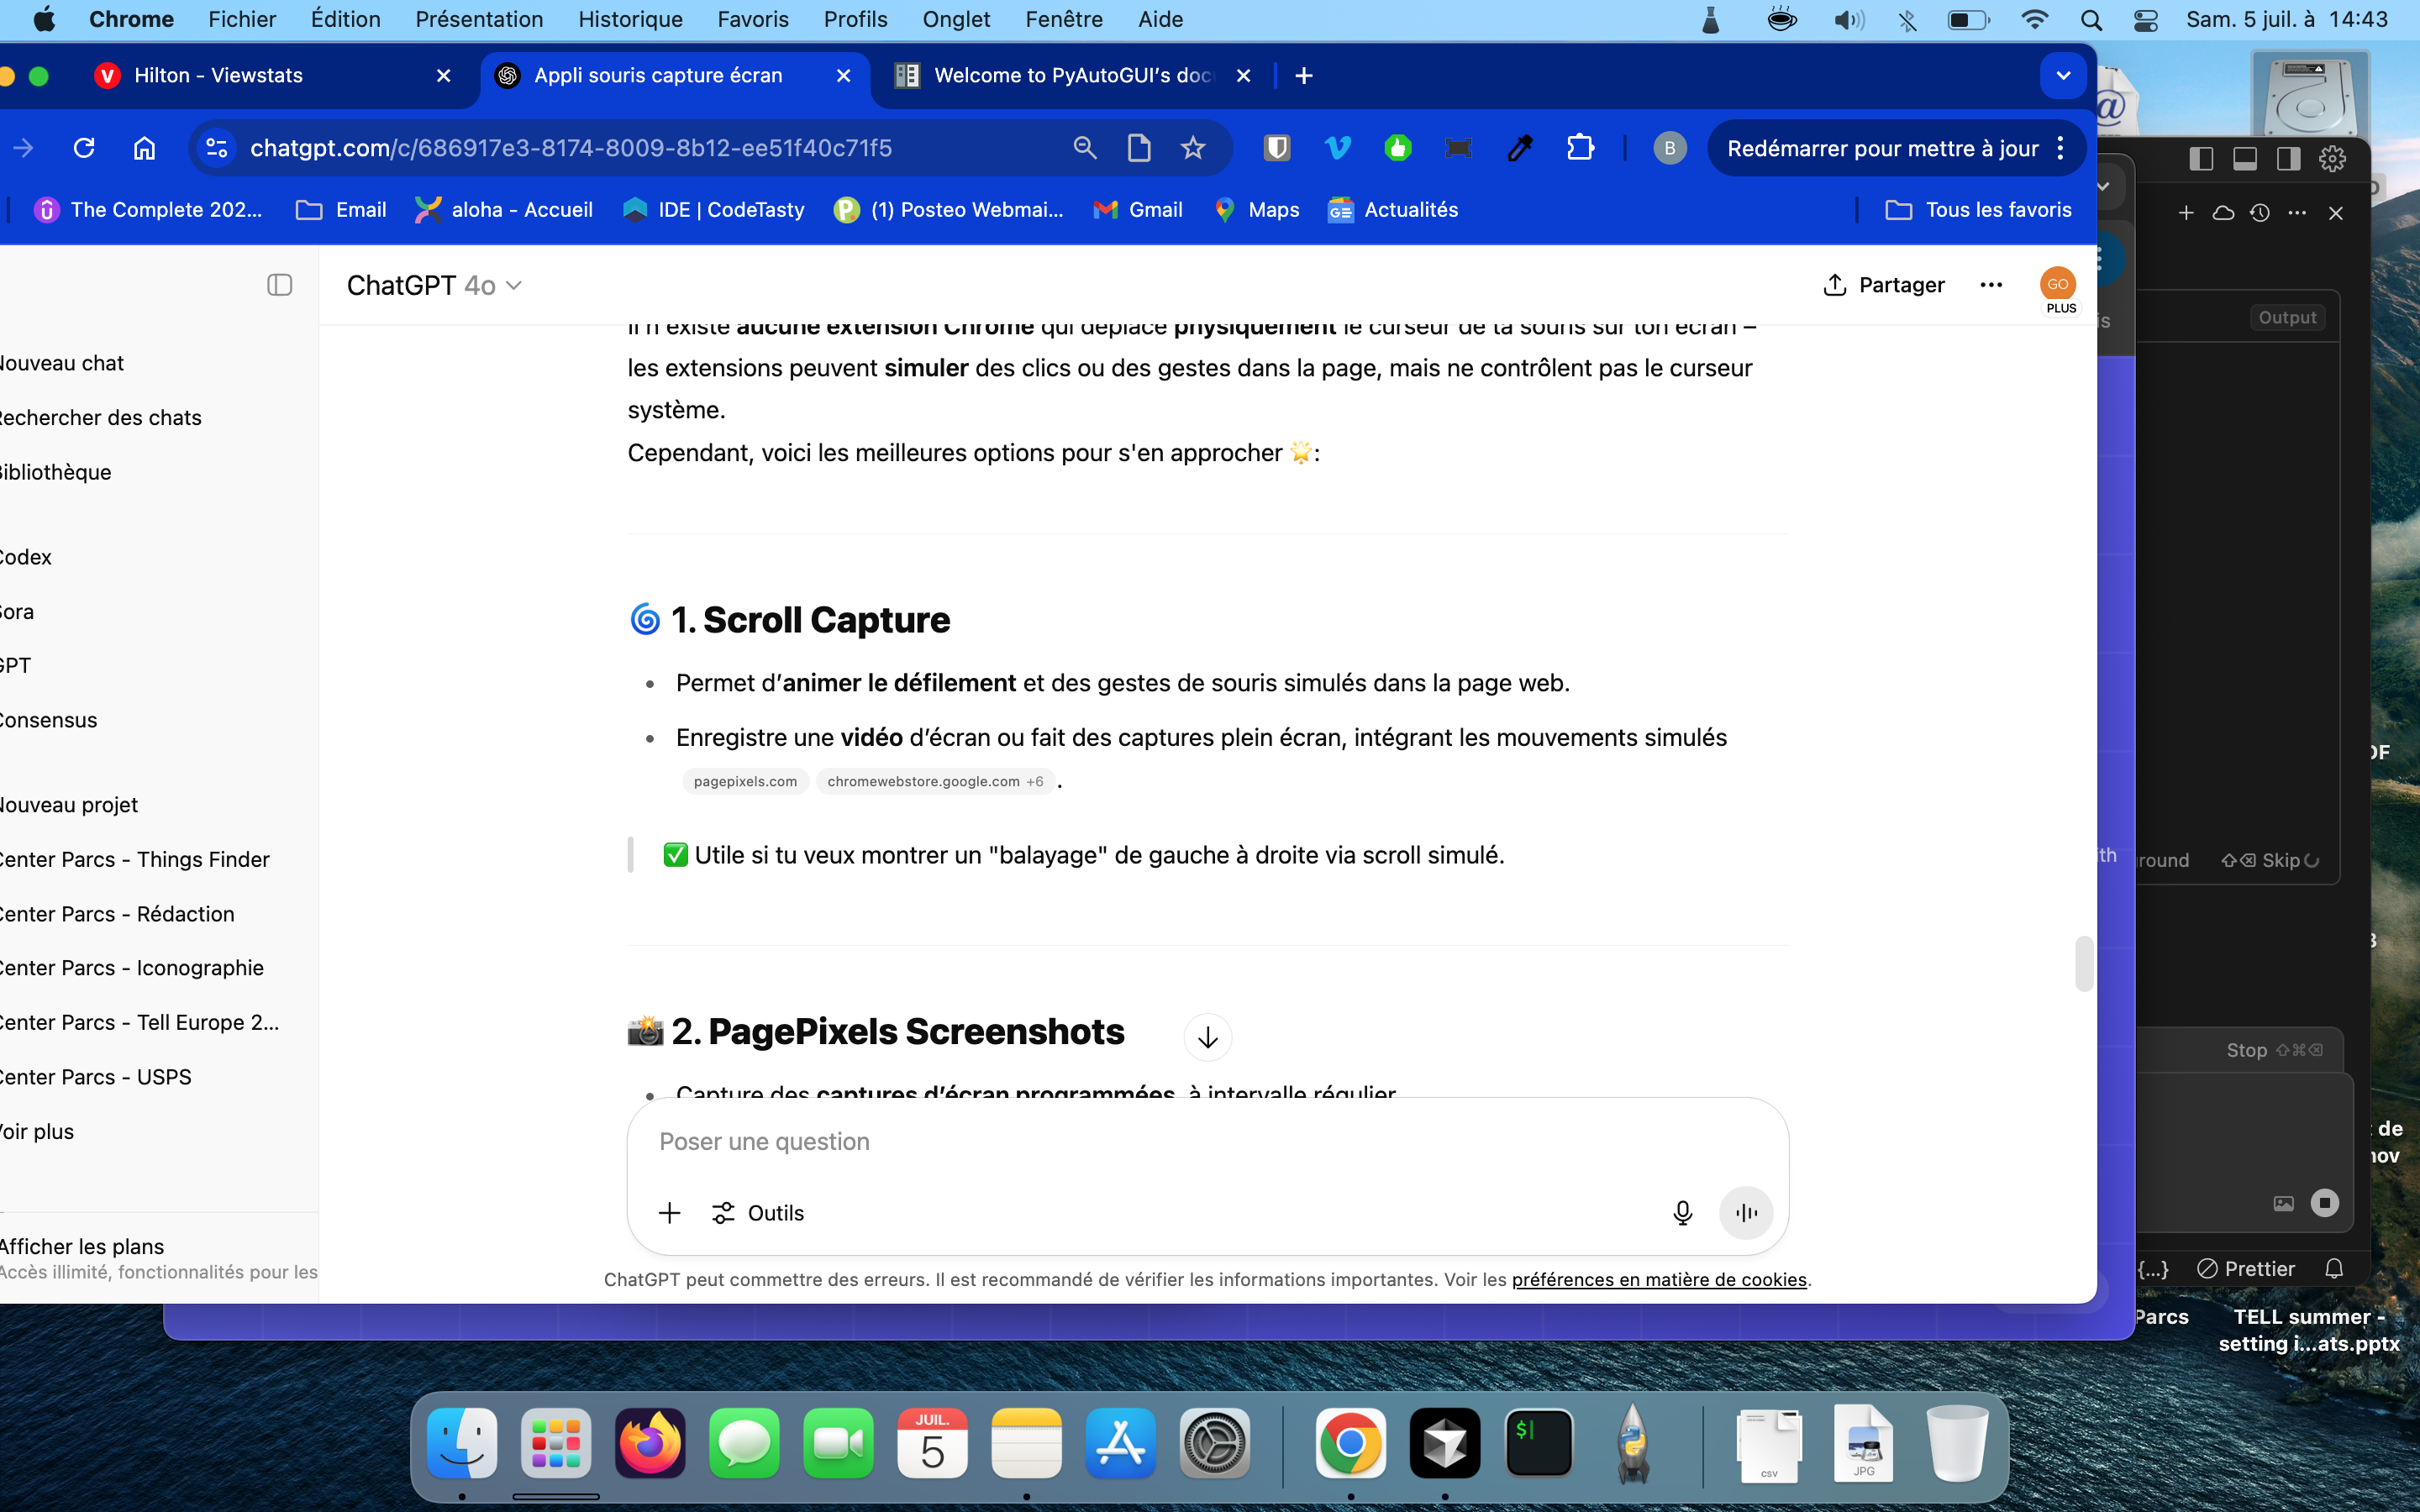 Chrome Fichier Édition Présentation Historique Favoris Profils Onglet Fenêtre Aide Sam. 5 juil. à 14:43
Hilton - Viewstats Appli souris capture écran Welcome to PyAutoGUI's doc
chatgpt.com/c/686917e3-8174-8009-8b12-ee51f40c71f5 B Redémarrer pour mettre à jour
The Complete 202... Email aloha - Accueil IDE | CodeTasty (1) Posteo Webmai... Gmail Maps Actualités Tous les favoris
ChatGPT 4o Partager GO
PLUS
Il n'existe aucune extension Chrome qui déplace physiquement le curseur de ta souris sur ton écran –
les extensions peuvent simuler des clics ou des gestes dans la page, mais ne contrôlent pas le curseur
système.
Cependant, voici les meilleures options pour s'en approcher 🌟:
🌀 1. Scroll Capture
• Permet d'animer le défilement et des gestes de souris simulés dans la page web.
• Enregistre une vidéo d'écran ou fait des captures plein écran, intégrant les mouvements simulés
pagepixels.com chromewebstore.google.com +6 .
✅ Utile si tu veux montrer un "balayage" de gauche à droite via scroll simulé.
📸 2. PagePixels Screenshots
• Capture des captures d'écran programmées, à intervalle régulier
Poser une question
Outils
ChatGPT peut commettre des erreurs. Il est recommandé de vérifier les informations importantes. Voir les préférences en matière de cookies.
Nouveau chat
Rechercher des chats
Bibliothèque
Codex
Sora
GPT
Consensus
Nouveau projet
Center Parcs - Things Finder
Center Parcs - Rédaction
Center Parcs - Iconographie
Center Parcs - Tell Europe 2...
Center Parcs - USPS
Voir plus
Afficher les plans
Accès illimité, fonctionnalités pour les
Output
is
DF
ith
round Skip
Stop
de
nov
{...} Prettier
Parcs
TELL summer -
setting i...ats.pptx
JUIL.
5
$
CSV
JPG